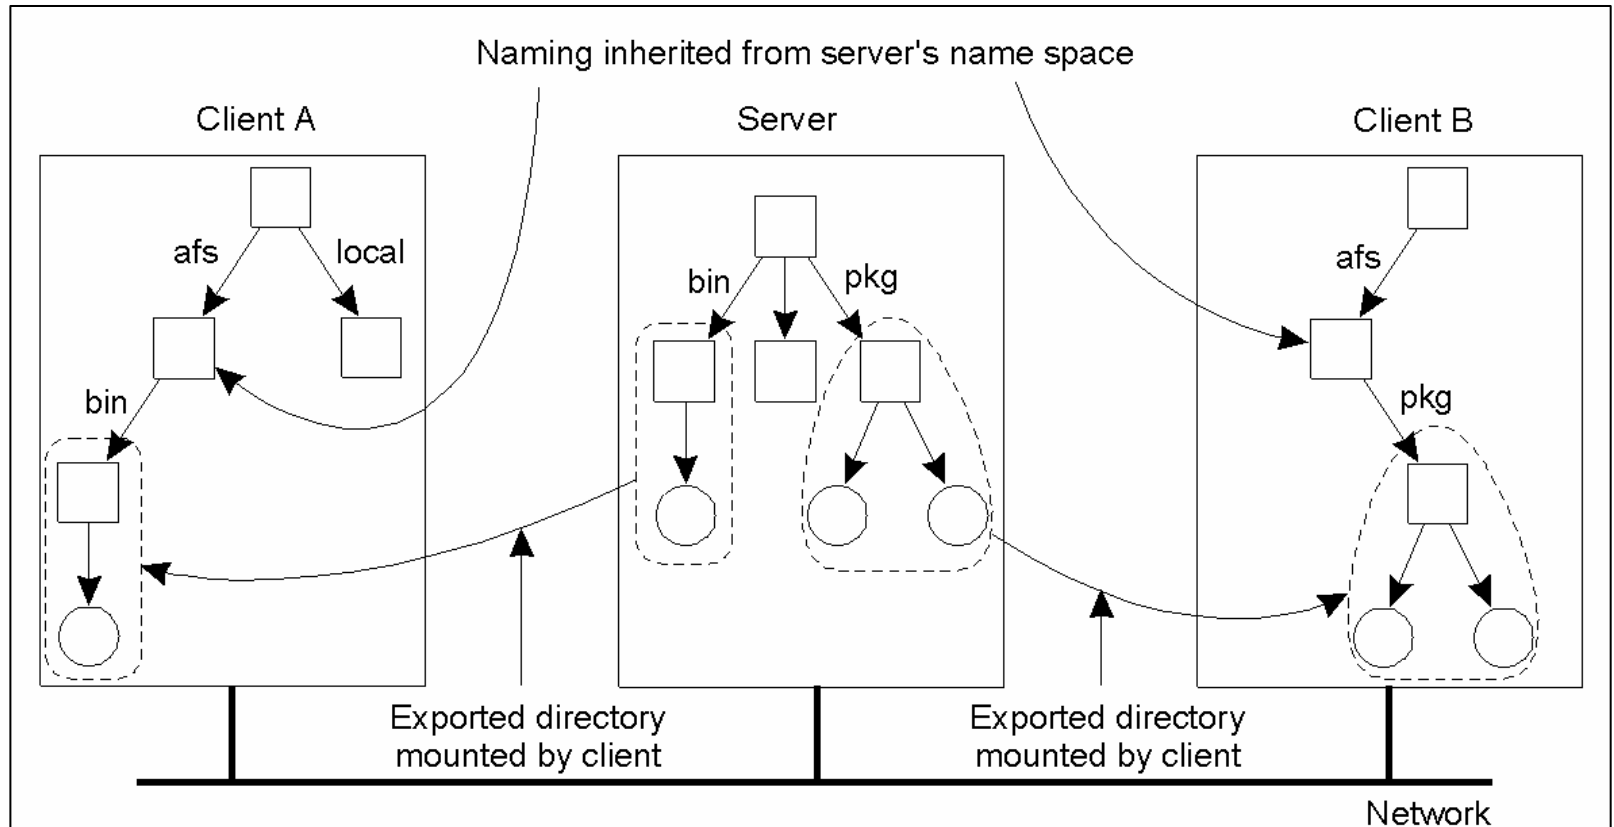 Naming inherited from server's name space
Client A
Server
Client B
afs
local
bin
pkg
afs
bin
pkg
Exported directory
mounted by client
Exported directory
mounted by client
Network